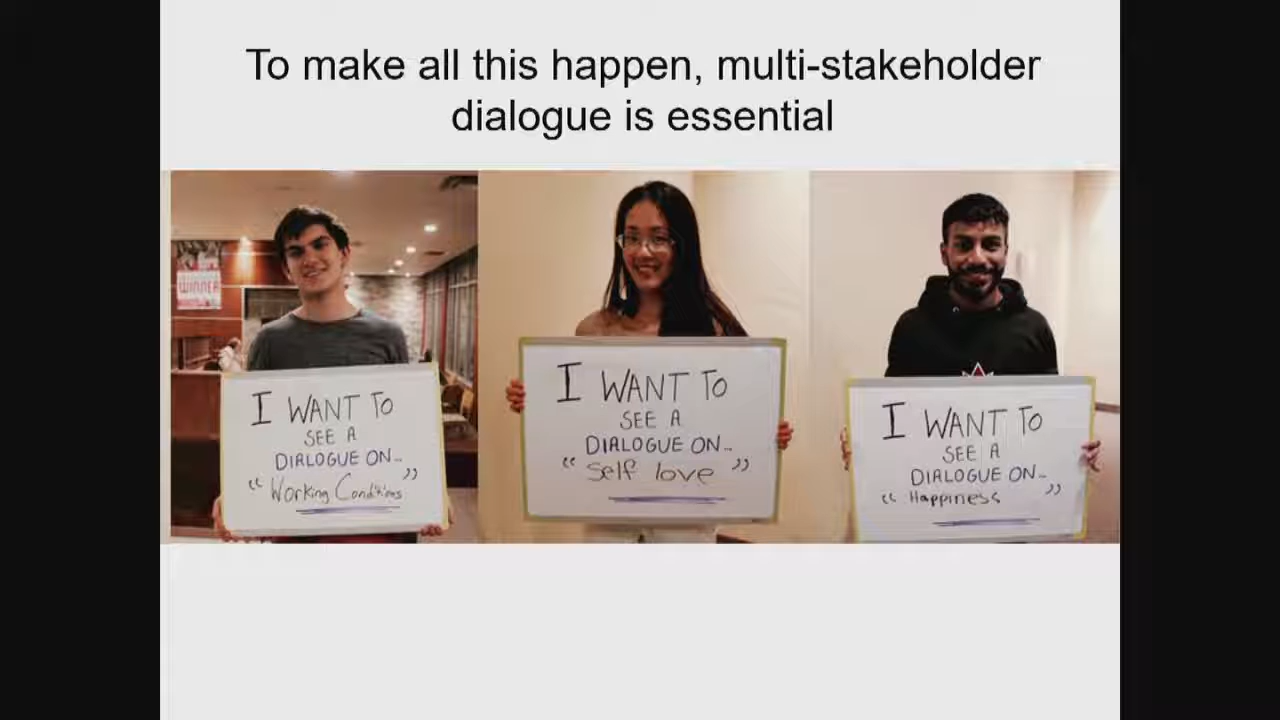 To make all this happen, multi-stakeholder
dialogue is essential
WINNER
I WANT TO
SEE A
DIALOGUE ON...
“Working Conditions”
I WANT TO
SEE A
DIALOGUE ON...
“Self love”
I WANT TO
SEE A
DIALOGUE ON...
“Happiness”